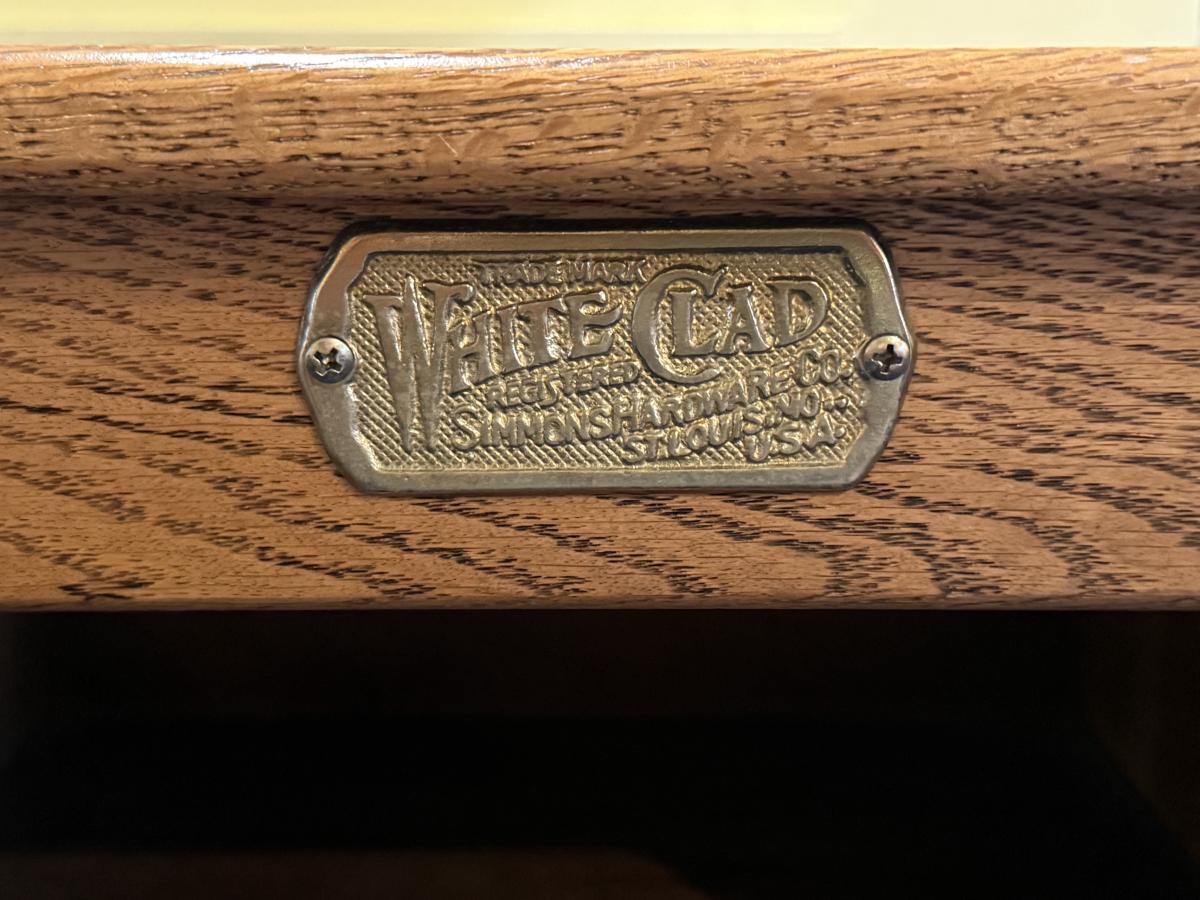 TRADE MARK
WHITE CLAD
REGISTERED
SIMMONS HARDWARE CO.
ST. LOUIS, MO..
U.S.A.